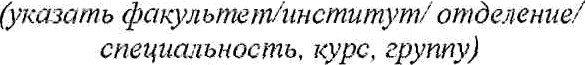 (указать факультет/институт/ отделение/
специальность, курс, группу)